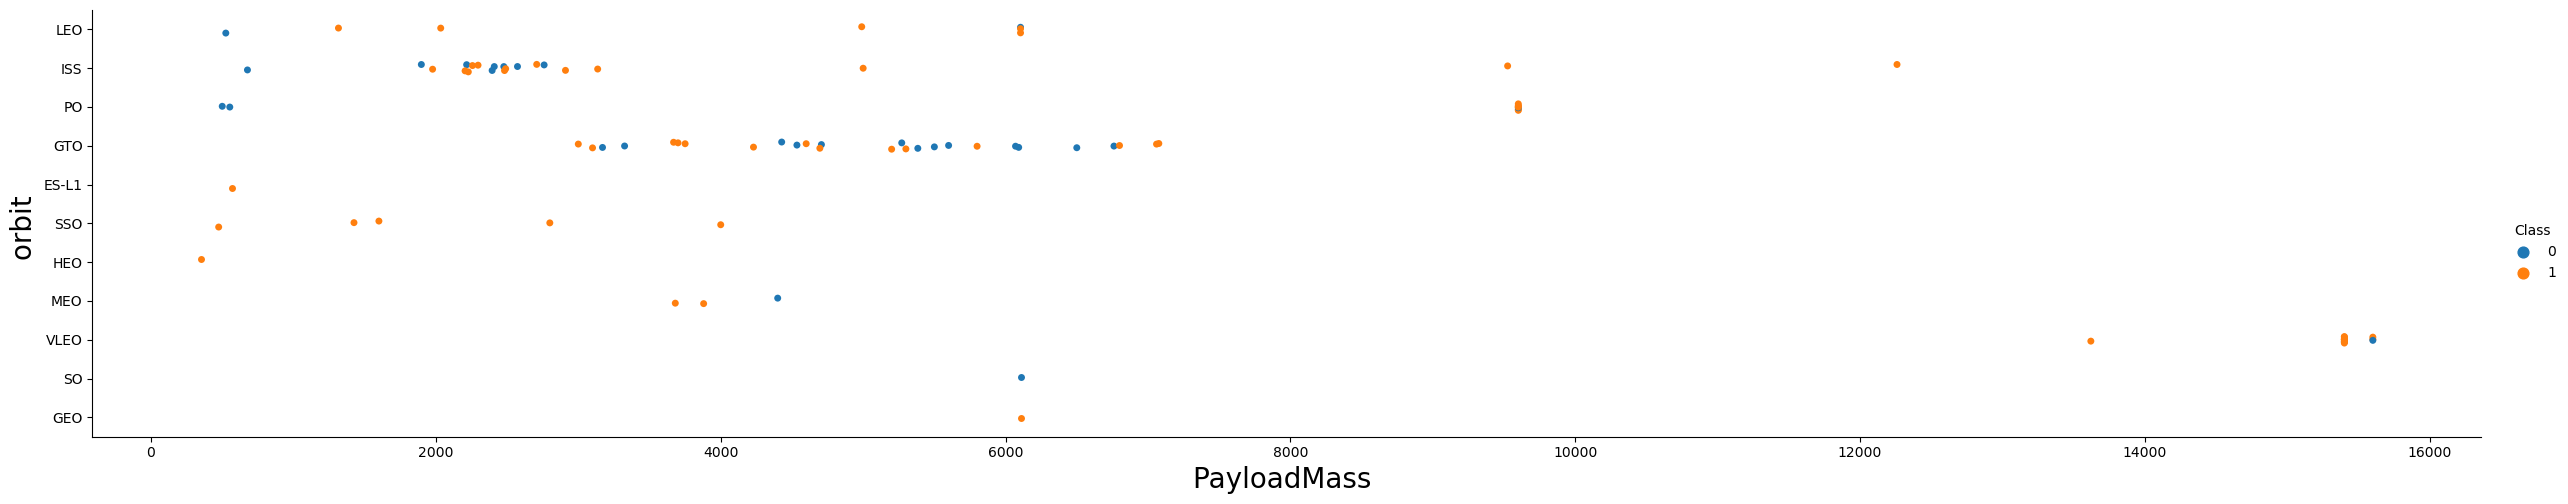 LEO
ISS
PO
GTO
ES-L1
SSO
HEO
MEO
VLEO
SO
GEO
orbit
0 2000 4000 6000 8000 10000 12000 14000 16000
PayloadMass
Class
0
1